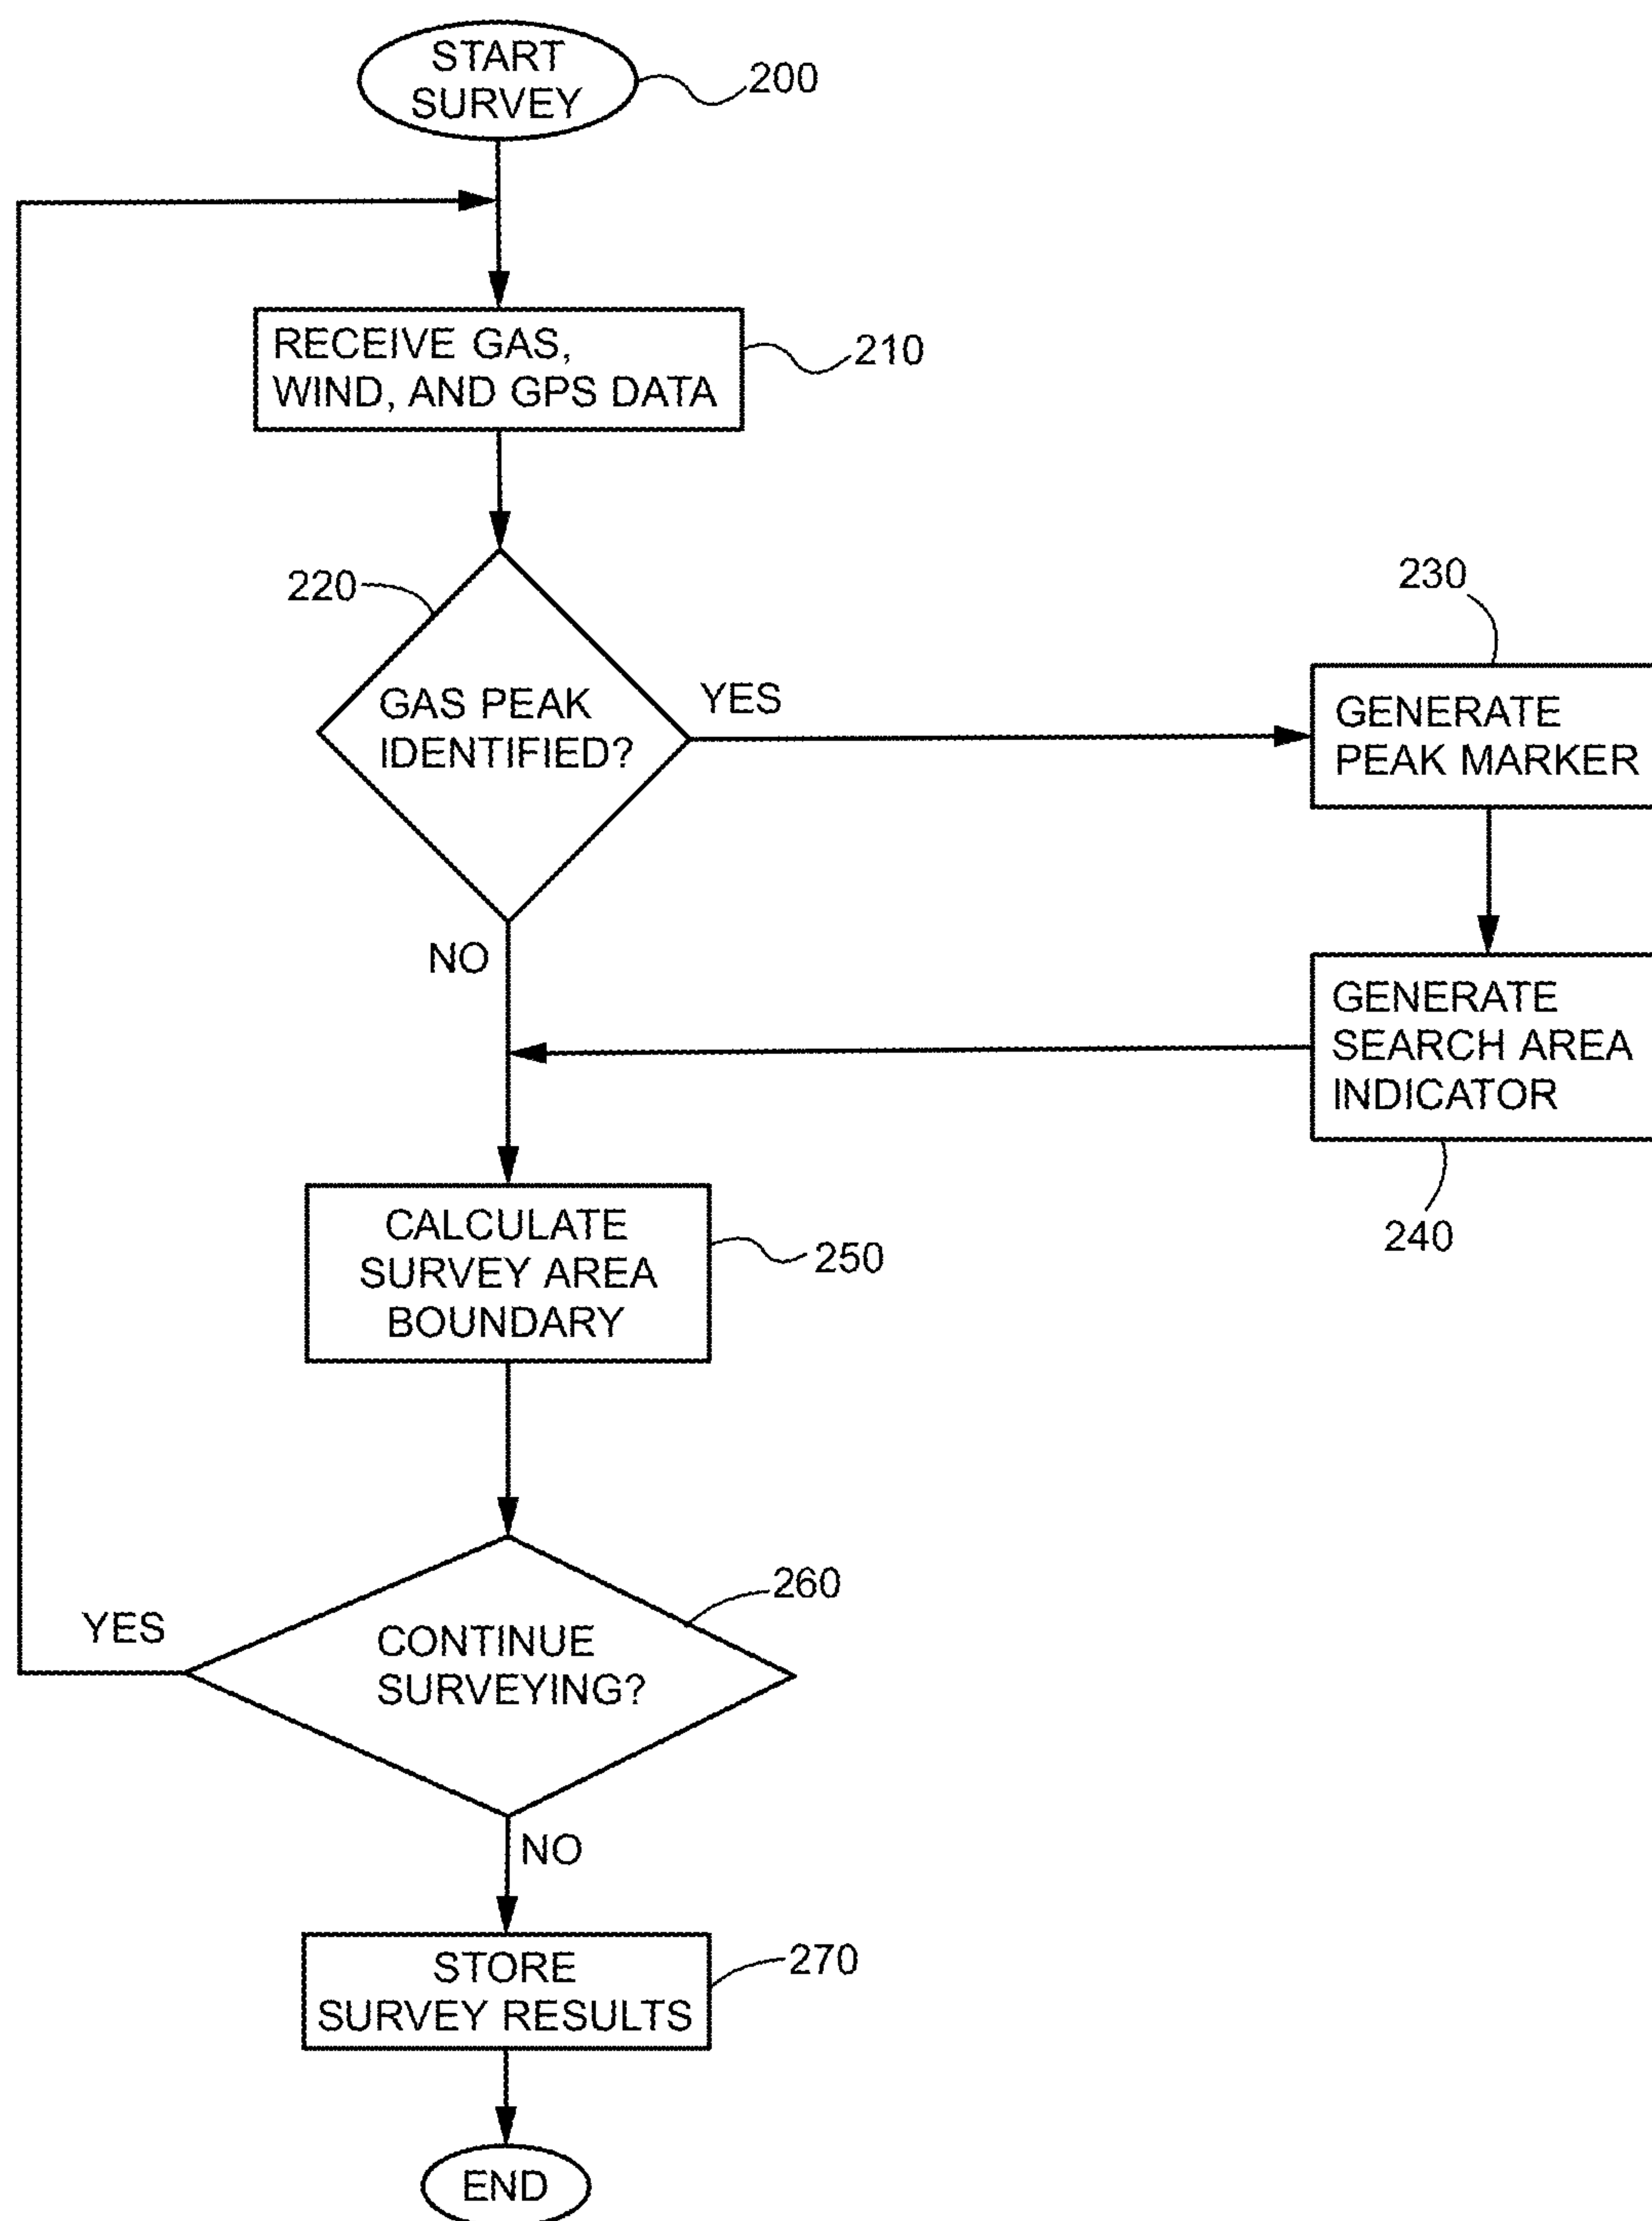 START
SURVEY
200
RECEIVE GAS,
WIND, AND GPS DATA
210
220
GAS PEAK
IDENTIFIED?
YES
230
GENERATE
PEAK MARKER
NO
GENERATE
SEARCH AREA
INDICATOR
240
CALCULATE
SURVEY AREA
BOUNDARY
250
260
YES
CONTINUE
SURVEYING?
NO
STORE
SURVEY RESULTS
270
END